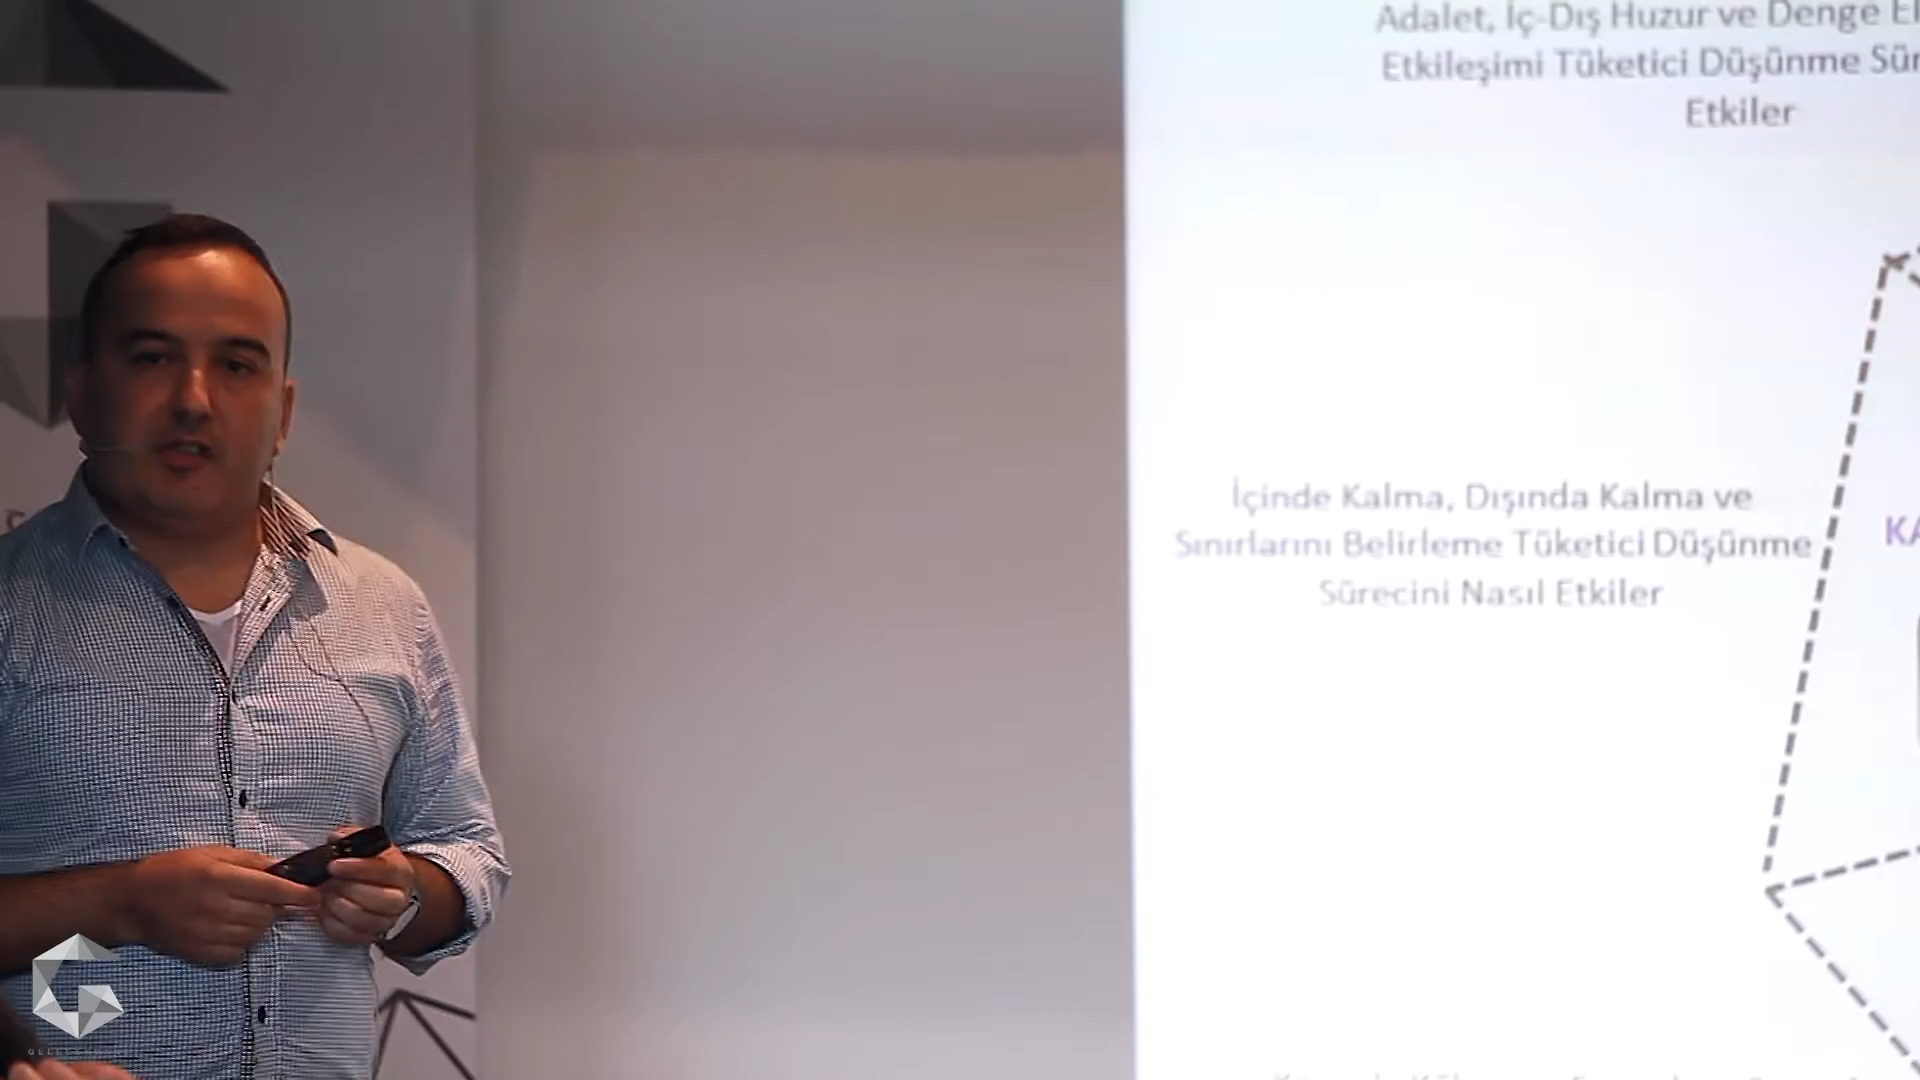 Adalet, İç-Dış Huzur ve Denge
Etkileşimi Tüketici Düşünme
Etkiler
İçinde Kalma, Dışında Kalma ve
Sınırlarını Belirleme Tüketici Düşünme
Sürecini Nasıl Etkiler